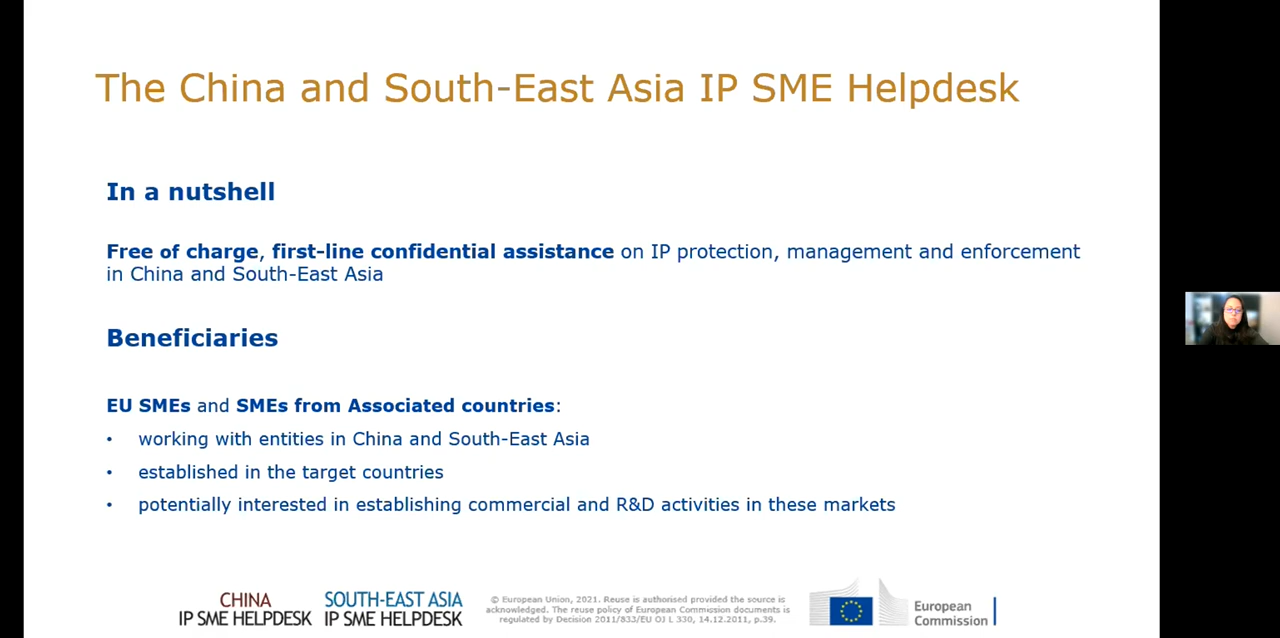 The China and South-East Asia IP SME Helpdesk
In a nutshell
Free of charge, first-line confidential assistance on IP protection, management and enforcement
in China and South-East Asia
Beneficiaries
EU SMEs and SMEs from Associated countries:
• working with entities in China and South-East Asia
• established in the target countries
• potentially interested in establishing commercial and R&D activities in these markets
CHINA
IP SME HELPDESK
SOUTH-EAST ASIA
IP SME HELPDESK
© European Union, 2021. Reuse is authorised provided the source is
acknowledged. The reuse policy of European Commission documents is
regulated by Decision 2011/833/EU OJ L 330, 14.12.2011, p.39.
European
Commission